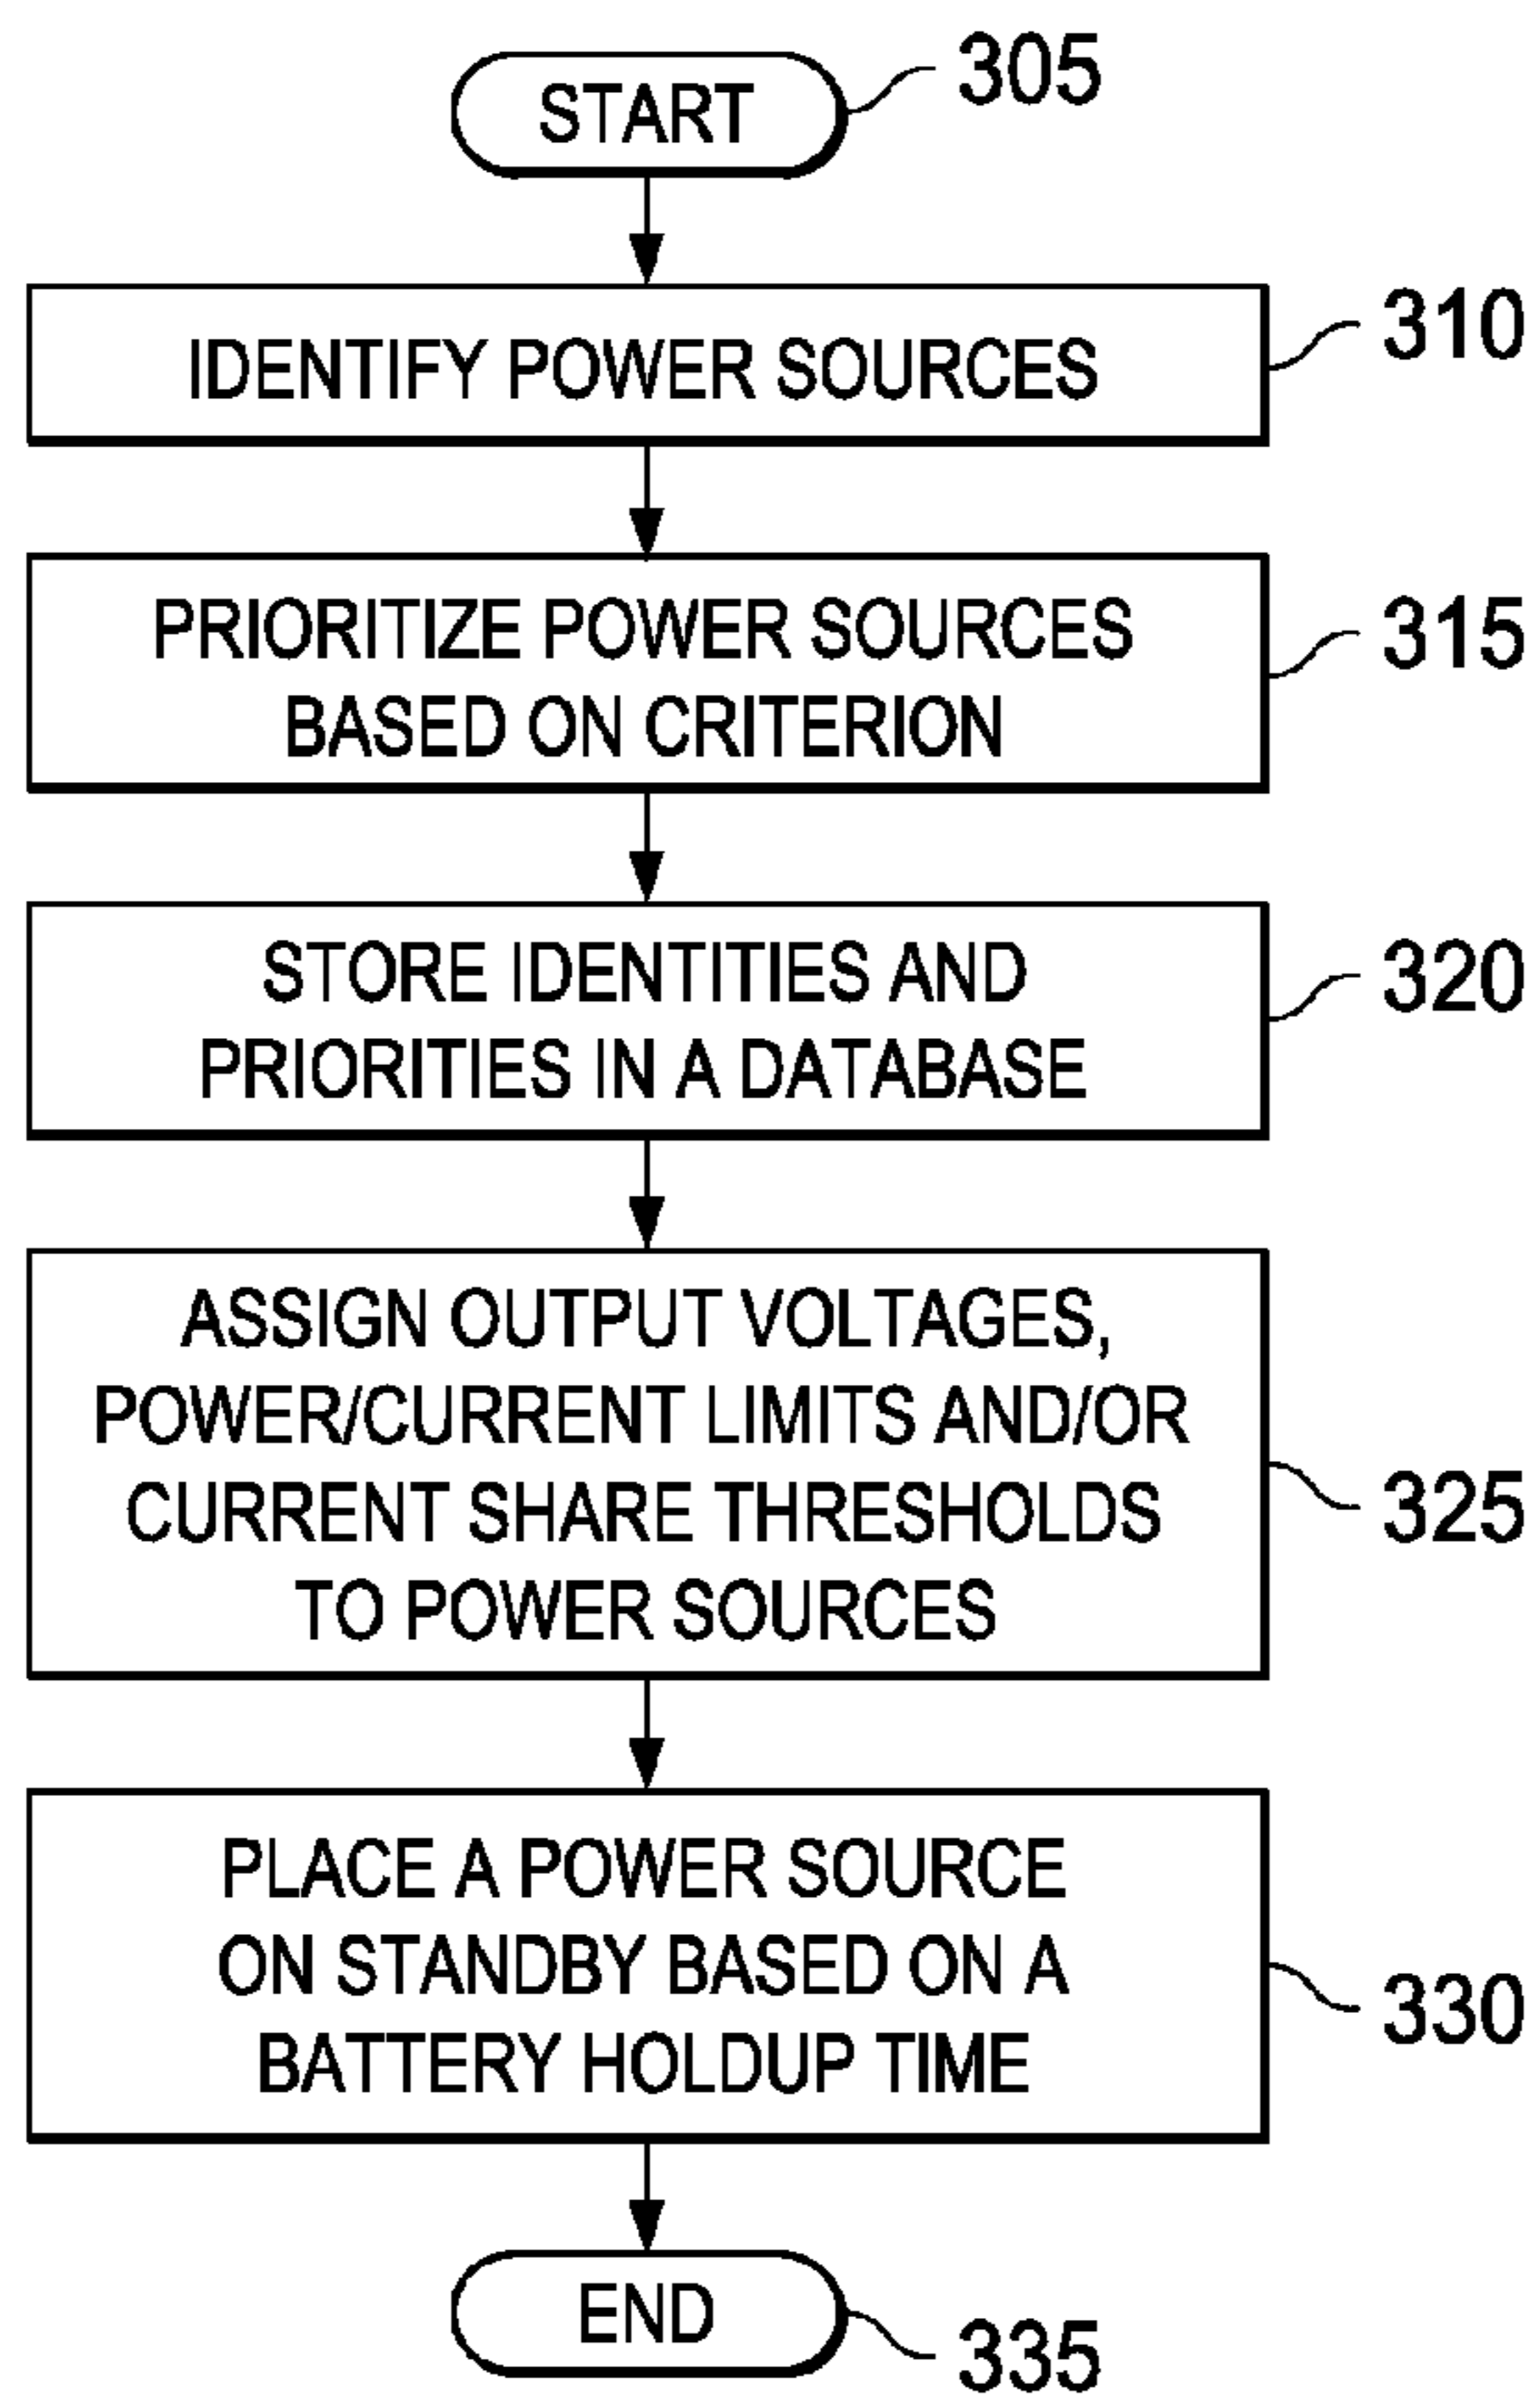 START
305
IDENTIFY POWER SOURCES
310
PRIORITIZE POWER SOURCES
BASED ON CRITERION
315
STORE IDENTITIES AND
PRIORITIES IN A DATABASE
320
ASSIGN OUTPUT VOLTAGES,
POWER/CURRENT LIMITS AND/OR
CURRENT SHARE THRESHOLDS
TO POWER SOURCES
325
PLACE A POWER SOURCE
ON STANDBY BASED ON A
BATTERY HOLDUP TIME
330
END
335